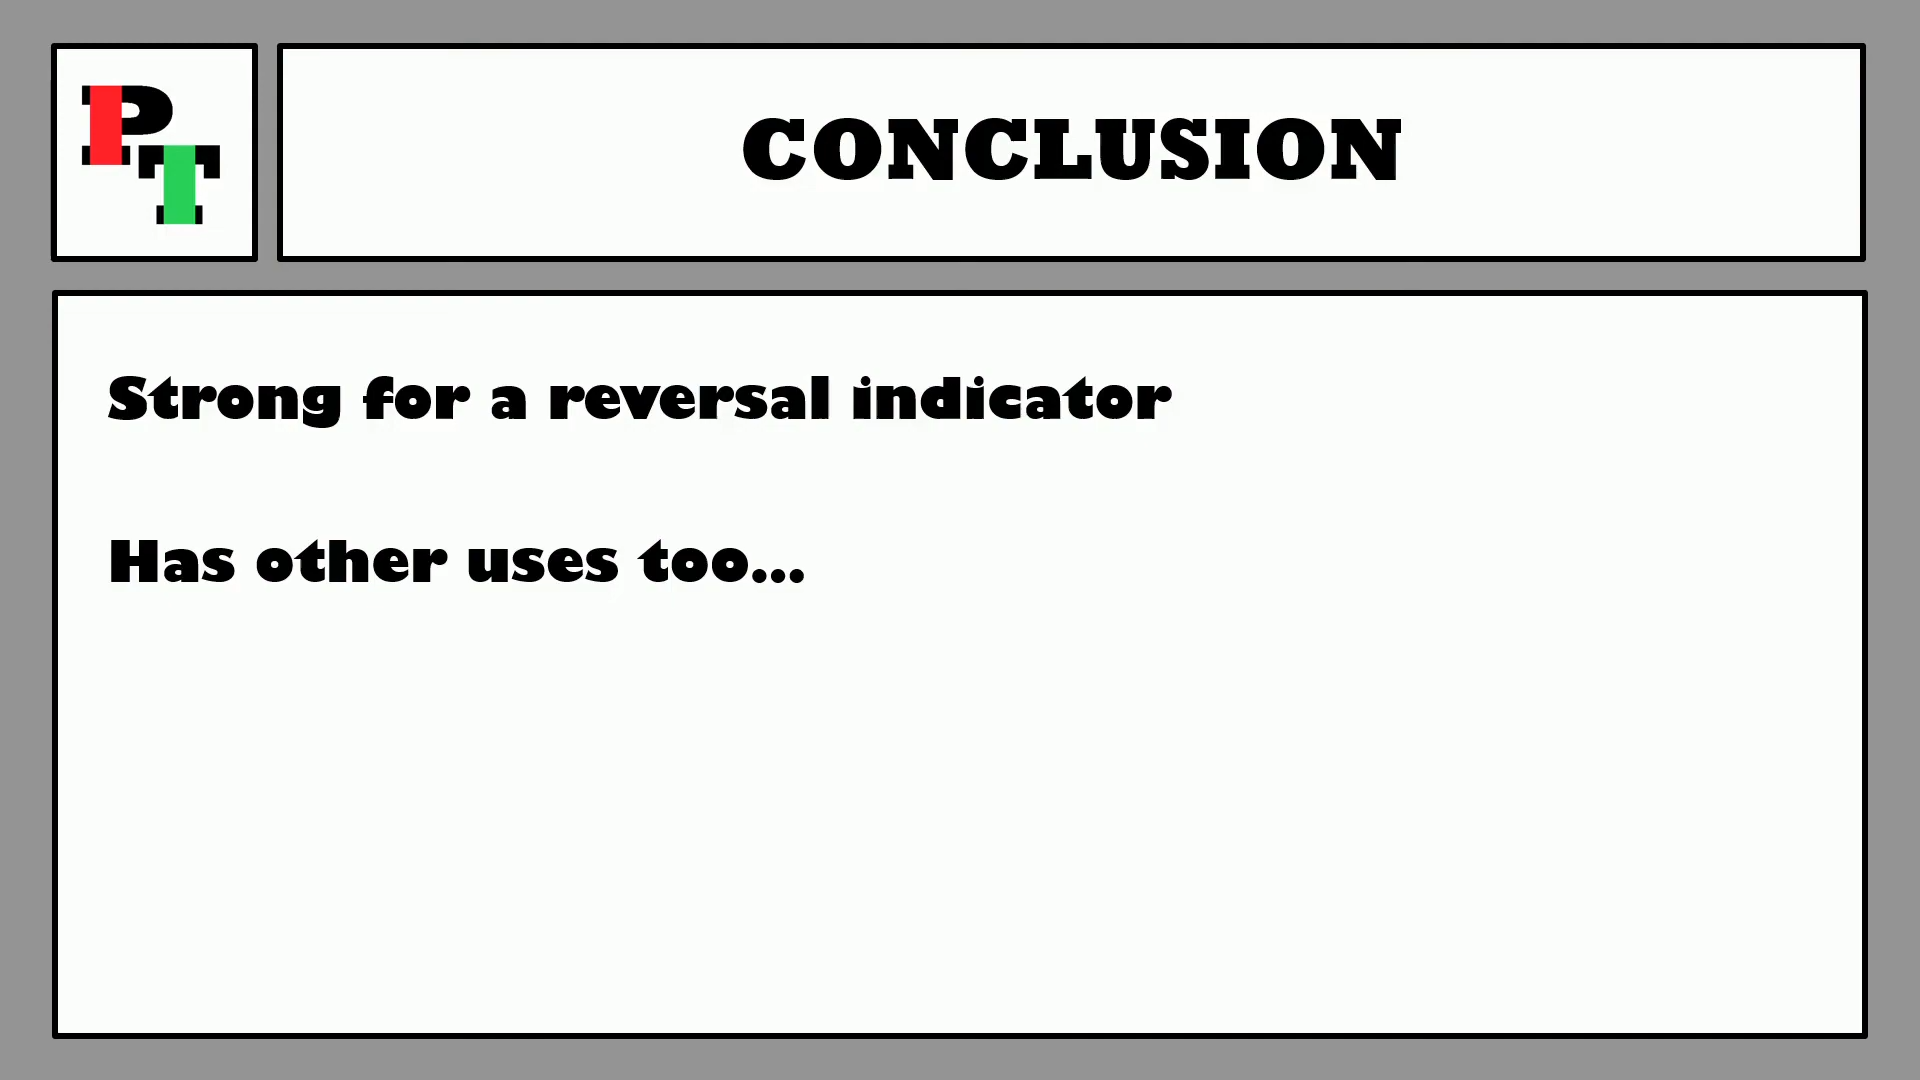 PT
CONCLUSION
Strong for a reversal indicator
Has other uses too...